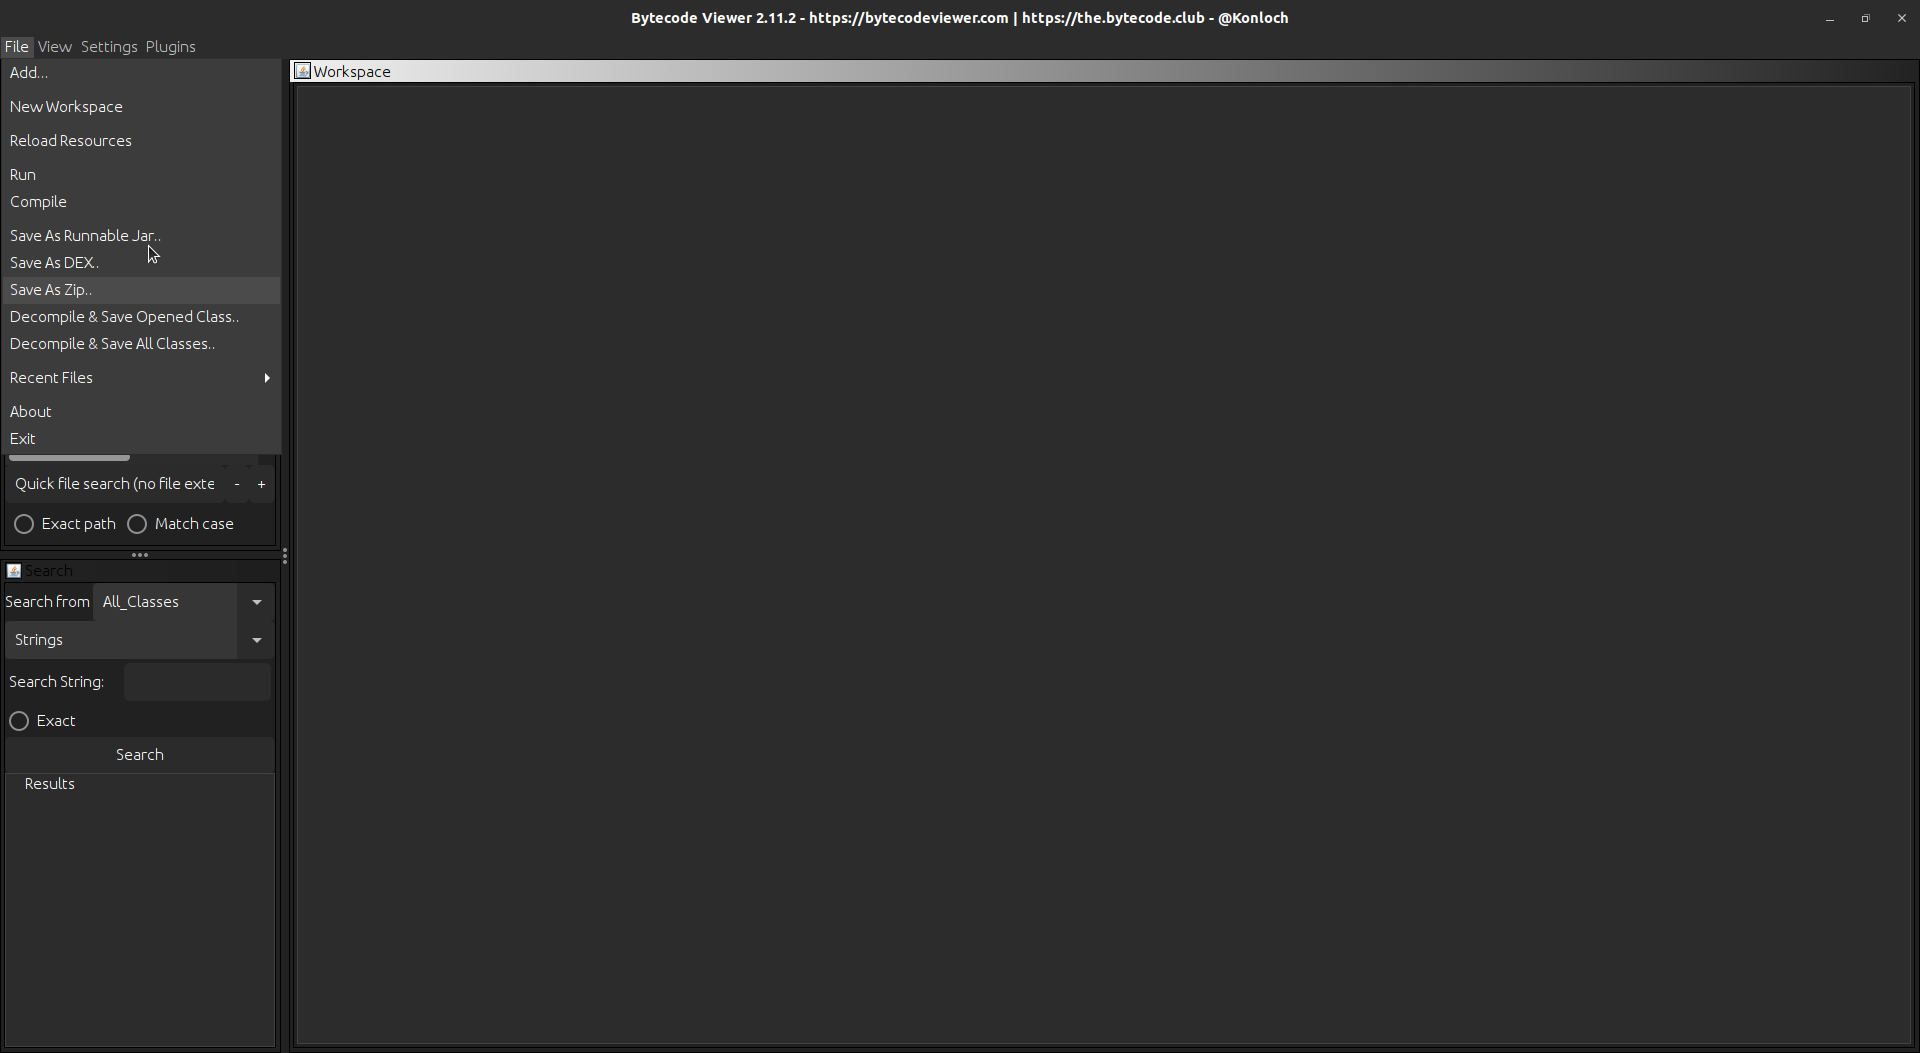 Bytecode Viewer 2.11.2 - https://bytecodeviewer.com | https://the.bytecode.club - @Konloch
File View Settings Plugins
Add...
New Workspace
Reload Resources
Run
Compile
Save As Runnable Jar..
Save As DEX..
Save As Zip..
Decompile & Save Opened Class..
Decompile & Save All Classes..
Recent Files
About
Exit
Quick file search (no file exte - +
Exact path Match case
Search
Search from All_Classes
Strings
Search String:
Exact
Search
Results
Workspace